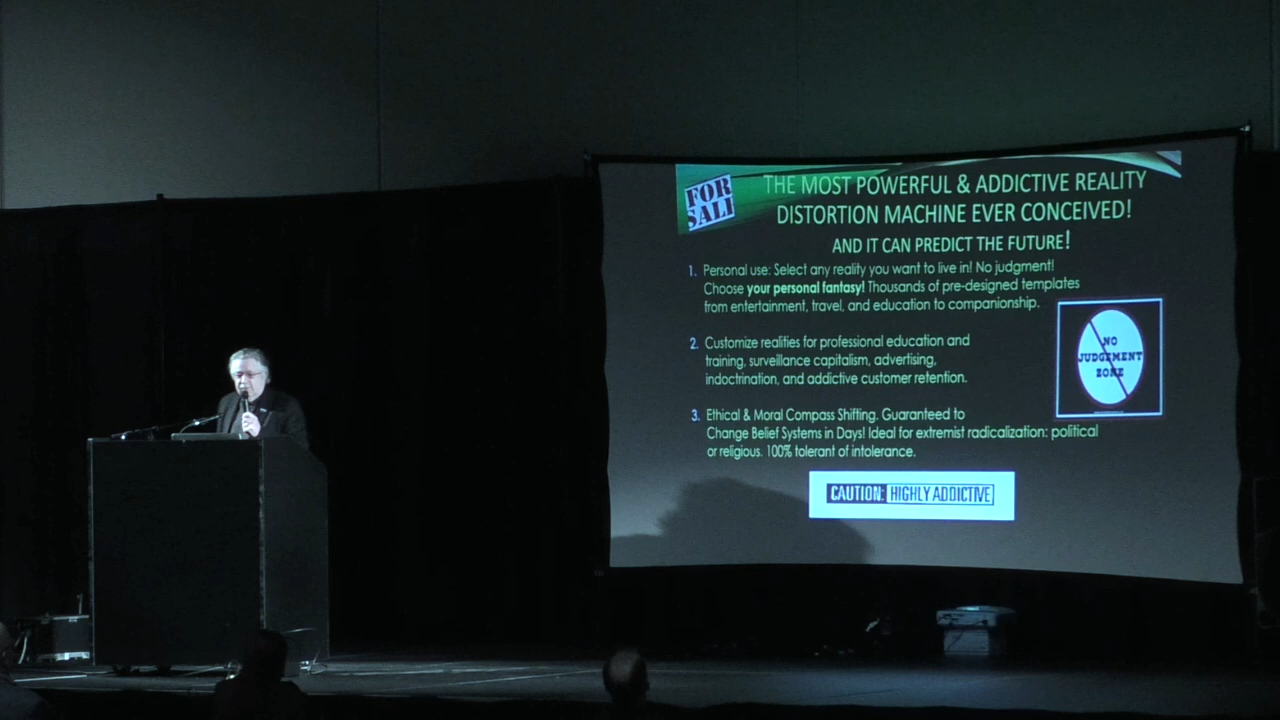 FOR
SALE
THE MOST POWERFUL & ADDICTIVE REALITY
DISTORTION MACHINE EVER CONCEIVED!
AND IT CAN PREDICT THE FUTURE!
1. Personal use: Select any reality you want to live in! No judgment!
Choose your personal fantasy! Thousands of pre-designed templates
from entertainment, travel, and education to companionship.
2. Customize realities for professional education and
training, surveillance capitalism, advertising,
indoctrination, and addictive customer retention.
NO
JUDGEMENT
ZONE
3. Ethical & Moral Compass Shifting. Guaranteed to
Change Belief Systems in Days! Ideal for extremist radicalization: political
or religious. 100% tolerant of intolerance.
CAUTION: HIGHLY ADDICTIVE